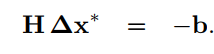 H Δx* = −b.